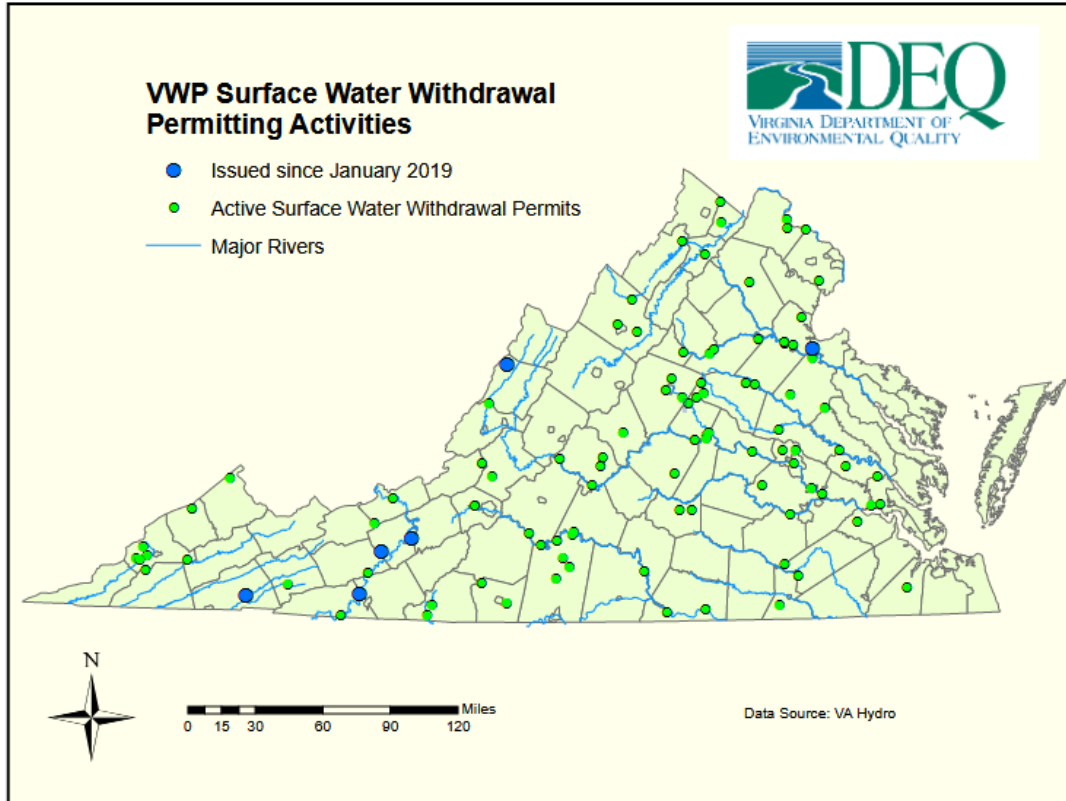 VWP Surface Water Withdrawal
Permitting Activities
Issued since January 2019
Active Surface Water Withdrawal Permits
Major Rivers
DEQ
VIRGINIA DEPARTMENT OF
ENVIRONMENTAL QUALITY
N
Miles
0 15 30 60 90 120
Data Source: VA Hydro